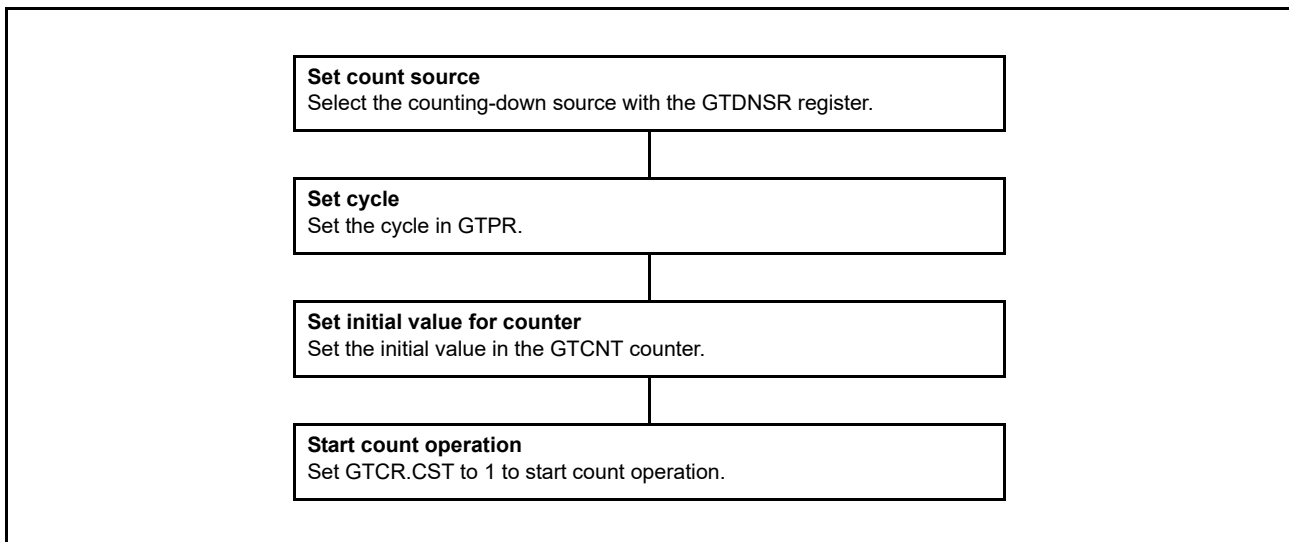 Set count source
Select the counting-down source with the GTDNSR register.
Set cycle
Set the cycle in GTPR.
Set initial value for counter
Set the initial value in the GTCNT counter.
Start count operation
Set GTCR.CST to 1 to start count operation.